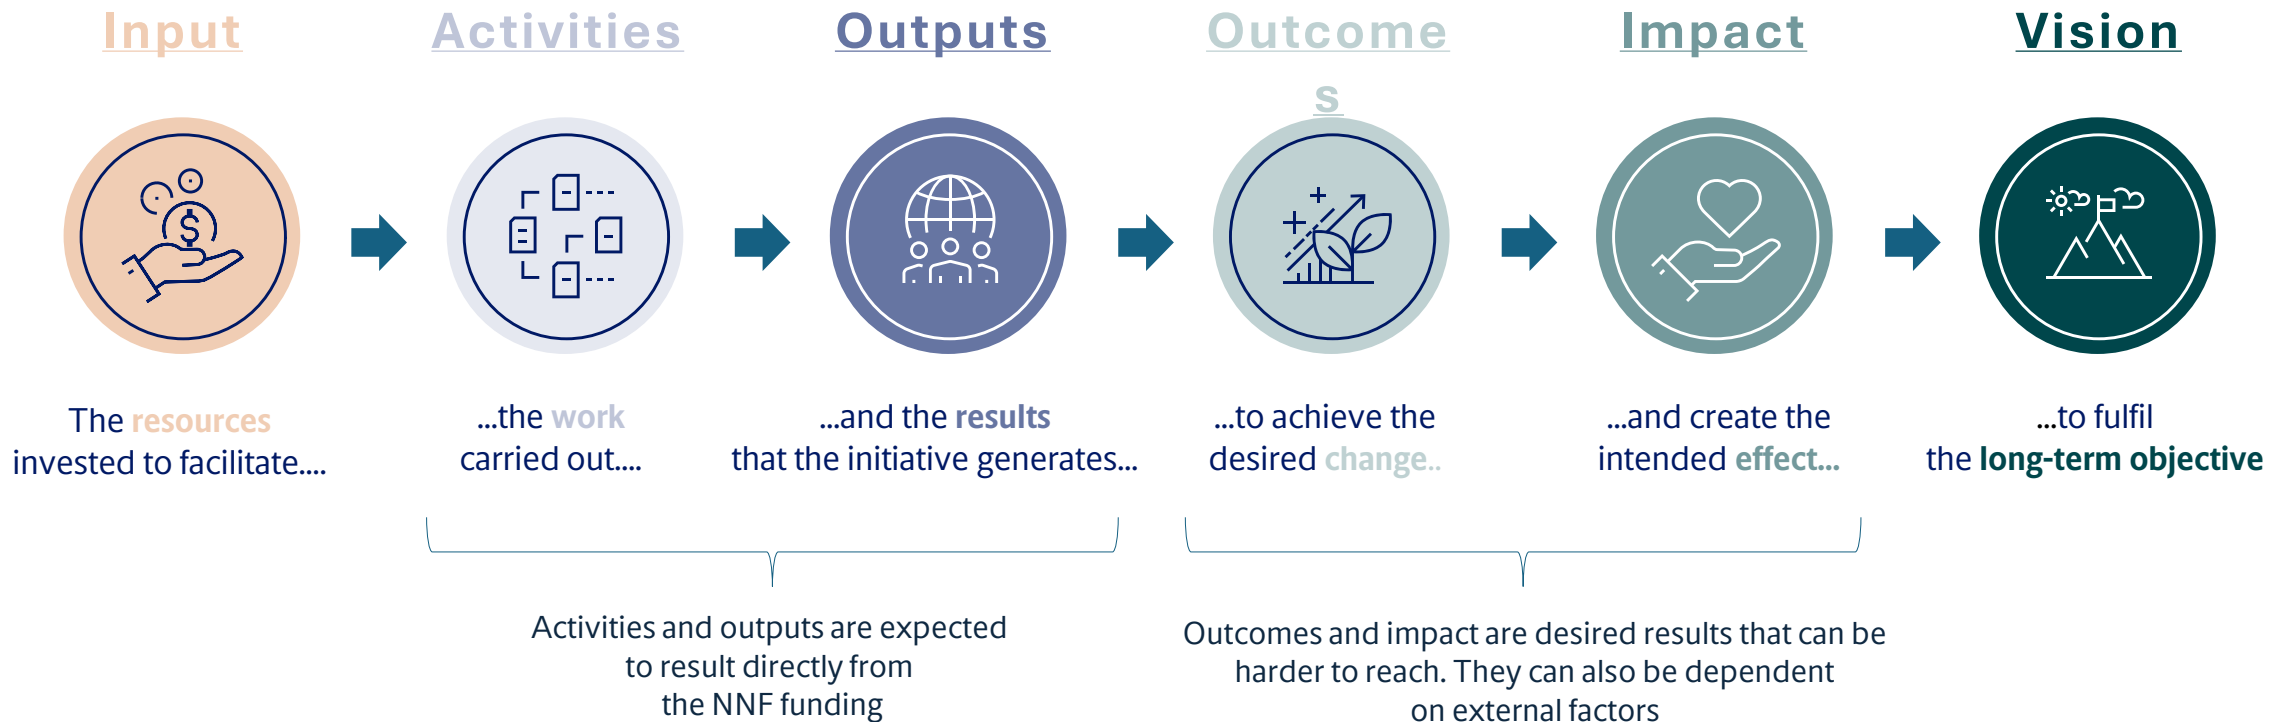 Input
Activities
Outputs
Outcome
s
Impact
Vision
The resources
invested to facilitate....
...the work
carried out....
...and the results
that the initiative generates...
...to achieve the
desired change..
...and create the
intended effect...
...to fulfil
the long-term objective
Activities and outputs are expected
to result directly from
the NNF funding
Outcomes and impact are desired results that can be
harder to reach. They can also be dependent
on external factors